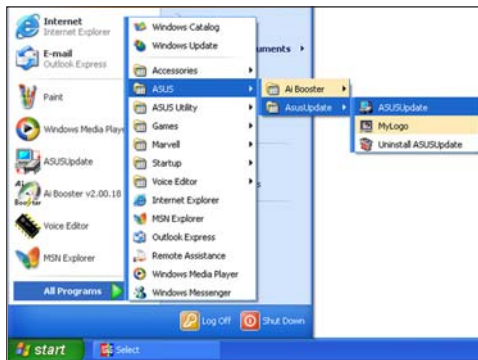 Internet
Internet Explorer
E-mail
Outlook Express
Paint
Windows Media Play
ASUSUpdate
Ai Booster v2.00.18
Voice Editor
MSN Explorer
All Programs
Windows Catalog
Windows Update
Accessories
ASUS
ASUS Utility
Games
Marvell
Startup
Voice Editor
Internet Explorer
MSN Explorer
Outlook Express
Remote Assistance
Windows Media Player
Windows Messenger
uments
s
Ai Booster
AsusUpdate
ASUSUpdate
MyLogo
Uninstall ASUSUpdate
Log Off
Shut Down
start
Select